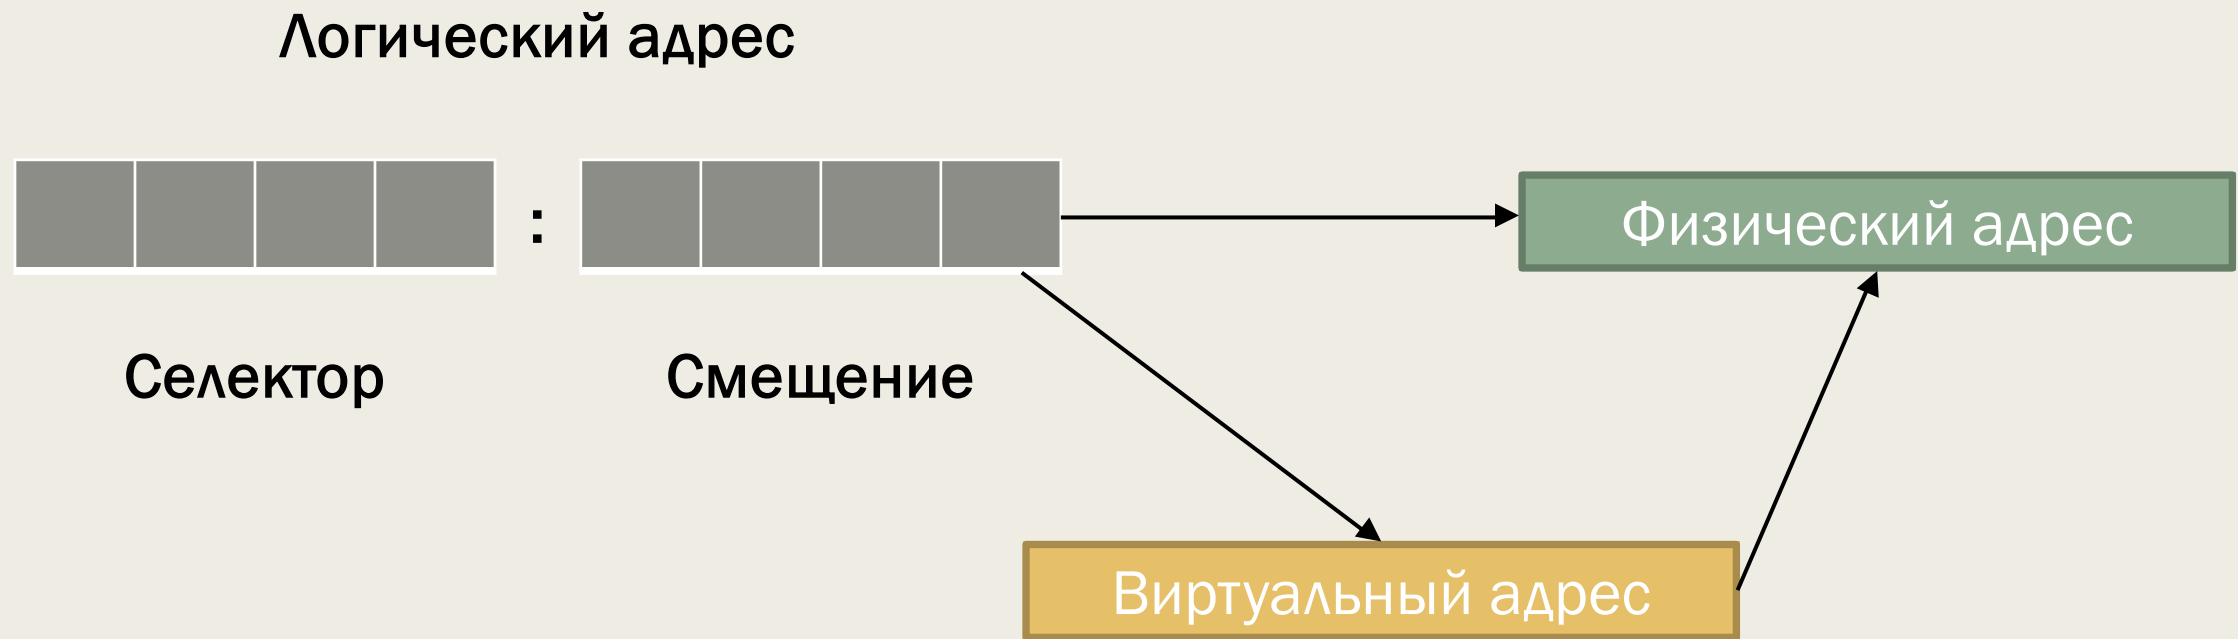 Логический адрес
:
Физический адрес
Селектор
Смещение
Виртуальный адрес